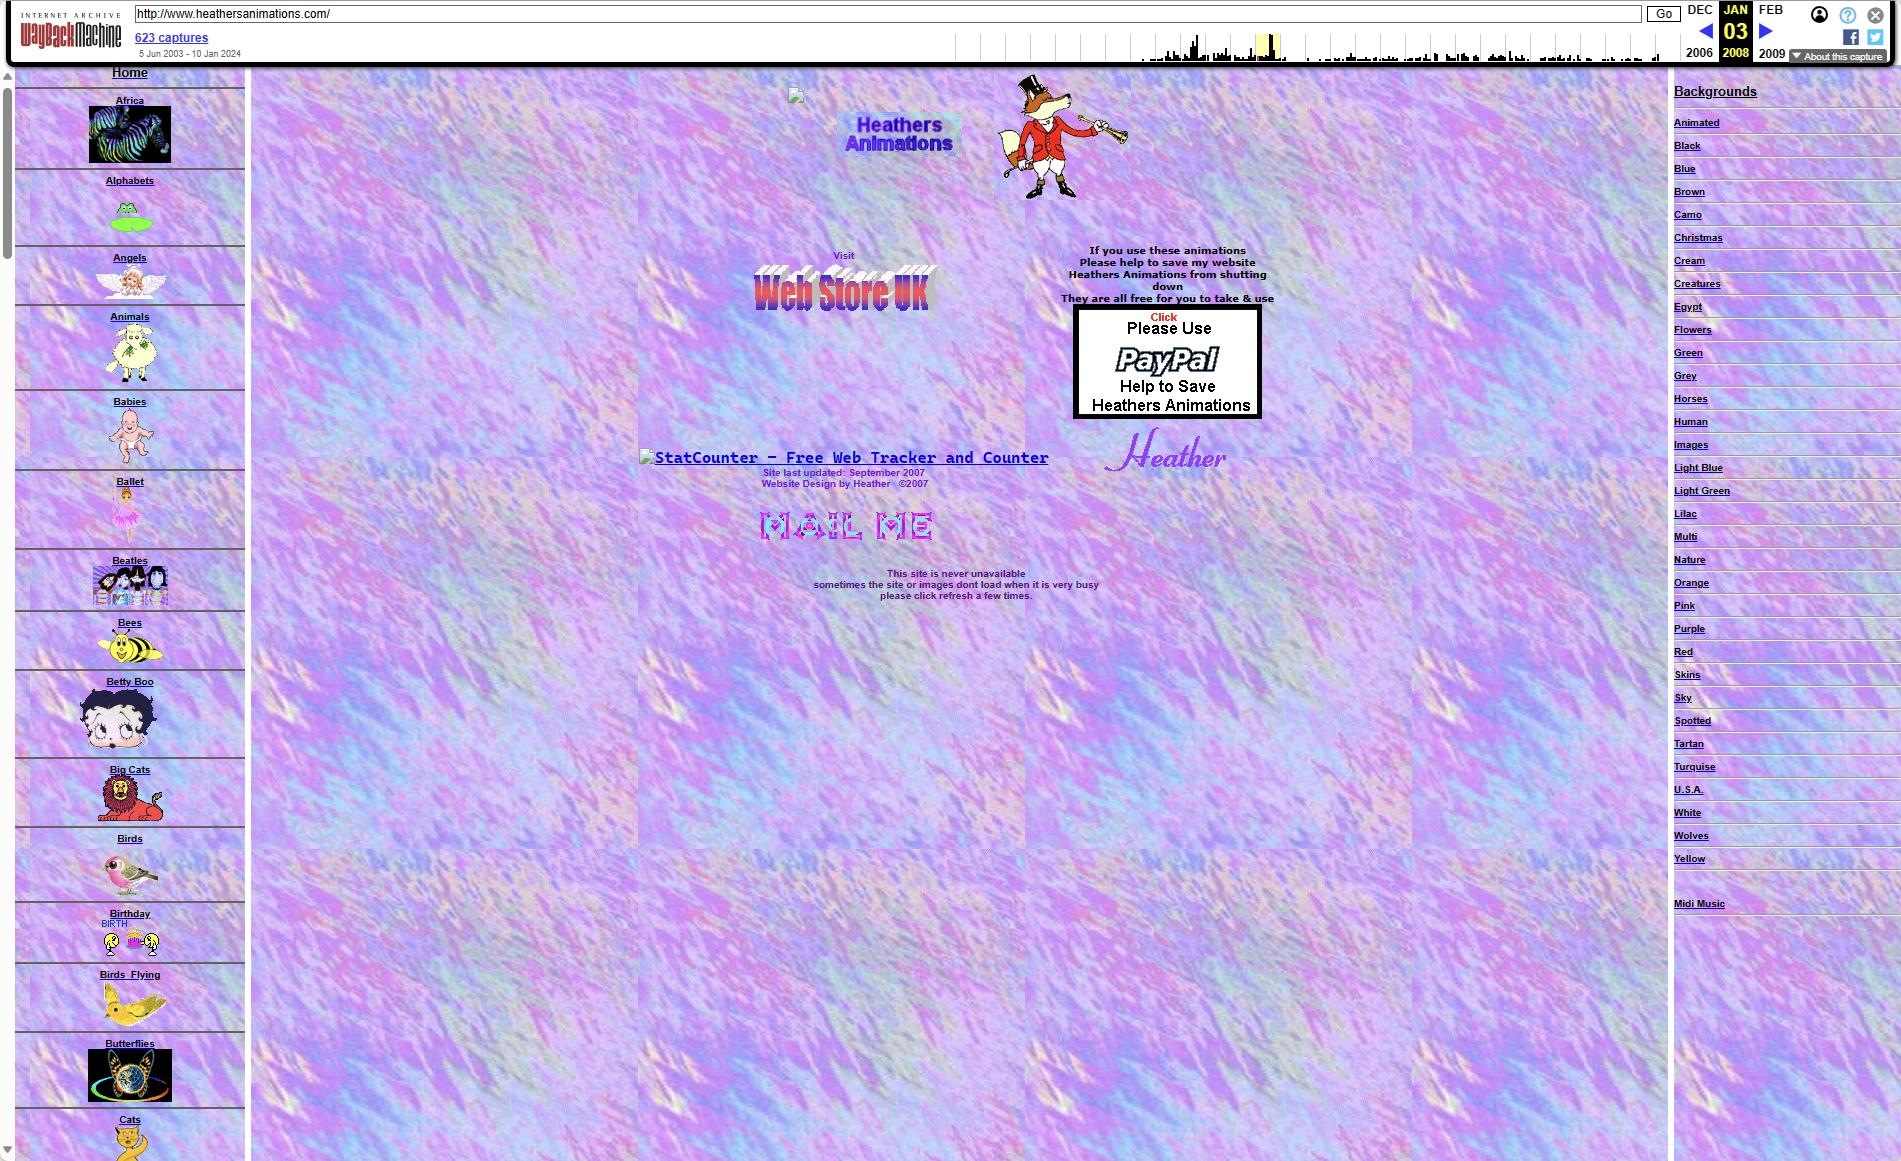 INTERNET ARCHIVE
WayBackMachine
http://www.heathersanimations.com/
Go
623 captures
5 Jun 2003 - 10 Jan 2024
DEC JAN FEB
03
2006 2008 2009
About this capture
Home
Africa
Alphabets
Angels
Animals
Babies
Ballet
Beatles
Bees
Betty Boo
Big Cats
Birds
Birthday
BIRTH
Birds Flying
Butterflies
Cats
Heathers
Animations
Visit
Web Store UK
If you use these animations
Please help to save my website
Heathers Animations from shutting
down
They are all free for you to take & use
Click
Please Use
PayPal
Help to Save
Heathers Animations
Heather
StatCounter - Free Web Tracker and Counter
Site last updated: September 2007
Website Design by Heather ©2007
MAIL ME
This site is never unavailable
sometimes the site or images dont load when it is very busy
please click refresh a few times.
Backgrounds
Animated
Black
Blue
Brown
Camo
Christmas
Cream
Creatures
Egypt
Flowers
Green
Grey
Horses
Human
Images
Light Blue
Light Green
Lilac
Multi
Nature
Orange
Pink
Purple
Red
Skins
Sky
Spotted
Tartan
Turquise
U.S.A.
White
Wolves
Yellow
Midi Music